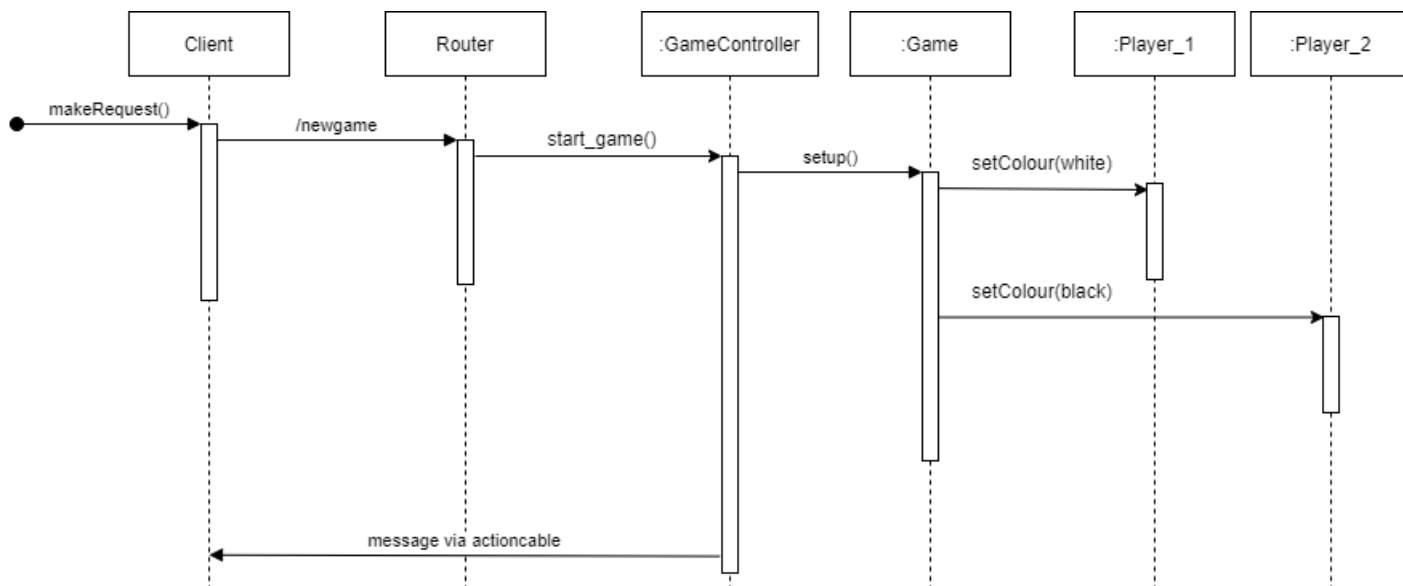 Client
Router
:GameController
:Game
:Player_1
:Player_2
makeRequest()
/newgame
start_game()
setup()
setColour(white)
setColour(black)
message via actioncable